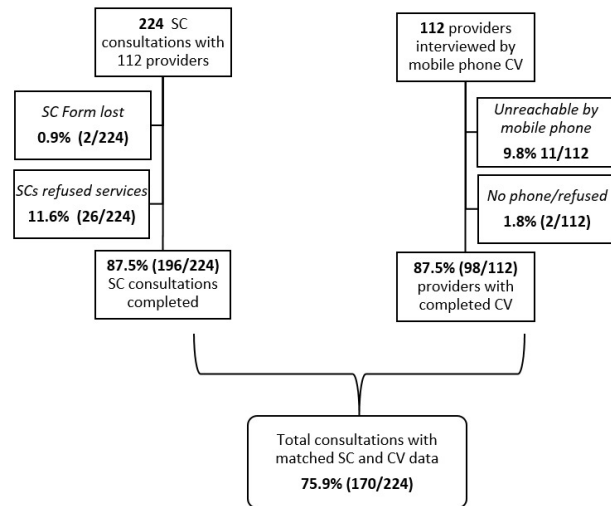 224 SC
consultations with
112 providers
SC Form lost
0.9% (2/224)
SCs refused services
11.6% (26/224)
87.5% (196/224)
SC consultations
completed
112 providers
interviewed by
mobile phone CV
Unreachable by
mobile phone
9.8% 11/112
No phone/refused
1.8% (2/112)
87.5% (98/112)
providers with
completed CV
Total consultations with
matched SC and CV data
75.9% (170/224)